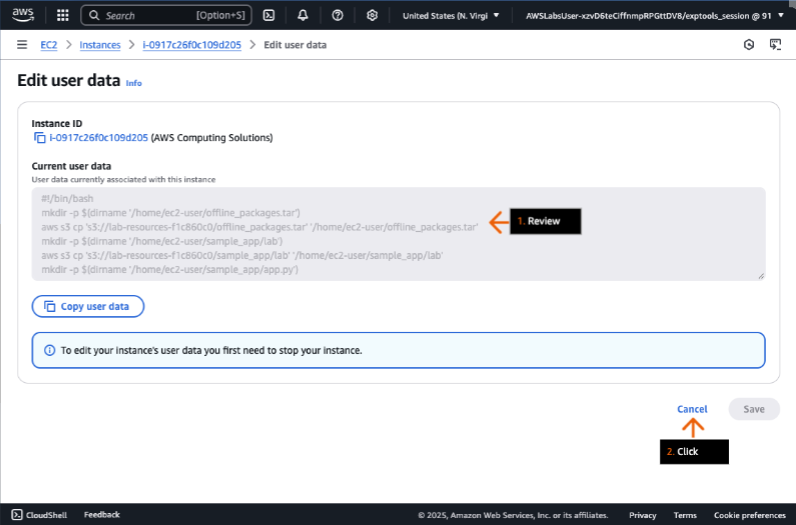 aws
Search [Option+S]
United States (N. Virgi
AWSLabsUser-xzvD6teCiffnmpRPGttDV8/exptools_session @ 91
EC2 > Instances > i-0917c26f0c109d205 > Edit user data
Edit user data Info
Instance ID
i-0917c26f0c109d205 (AWS Computing Solutions)
Current user data
User data currently associated with this instance
#!/bin/bash
mkdir -p $(dirname '/home/ec2-user/offline_packages.tar')
aws s3 cp 's3://lab-resources-f1c860c0/offline_packages.tar' '/home/ec2-user/offline_packages.tar'
mkdir -p $(dirname '/home/ec2-user/sample_app/lab')
aws s3 cp 's3://lab-resources-f1c860c0/sample_app/lab' '/home/ec2-user/sample_app/lab'
mkdir -p $(dirname '/home/ec2-user/sample_app/app.py')
1. Review
Copy user data
To edit your instance's user data you first need to stop your instance.
Cancel Save
2. Click
CloudShell Feedback © 2025, Amazon Web Services, Inc. or its affiliates. Privacy Terms Cookie preferences